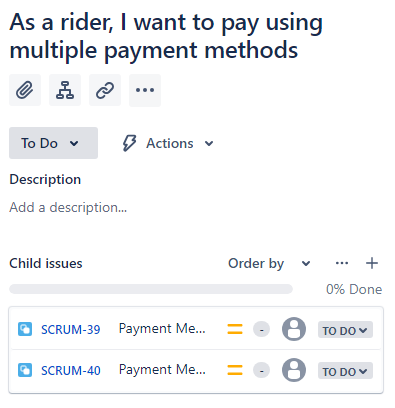 As a rider, I want to pay using
multiple payment methods
To Do
Actions
Description
Add a description...
Child issues
Order by
0% Done
SCRUM-39 Payment Me... - TO DO
SCRUM-40 Payment Me... - TO DO